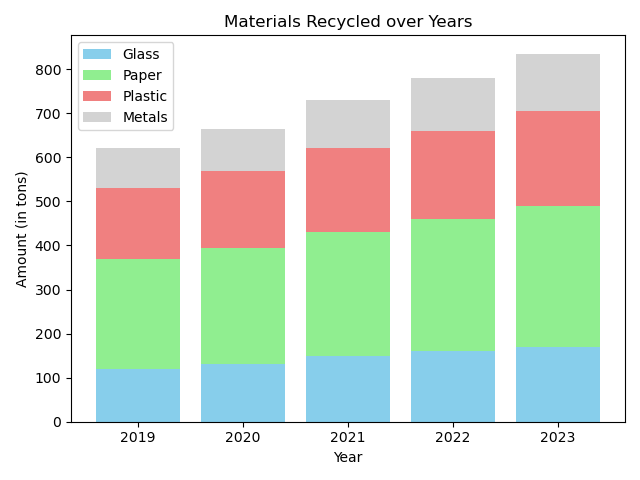 Materials Recycled over Years
Glass
Paper
Plastic
Metals
Amount (in tons)
800
700
600
500
400
300
200
100
0
2019 2020 2021 2022 2023
Year